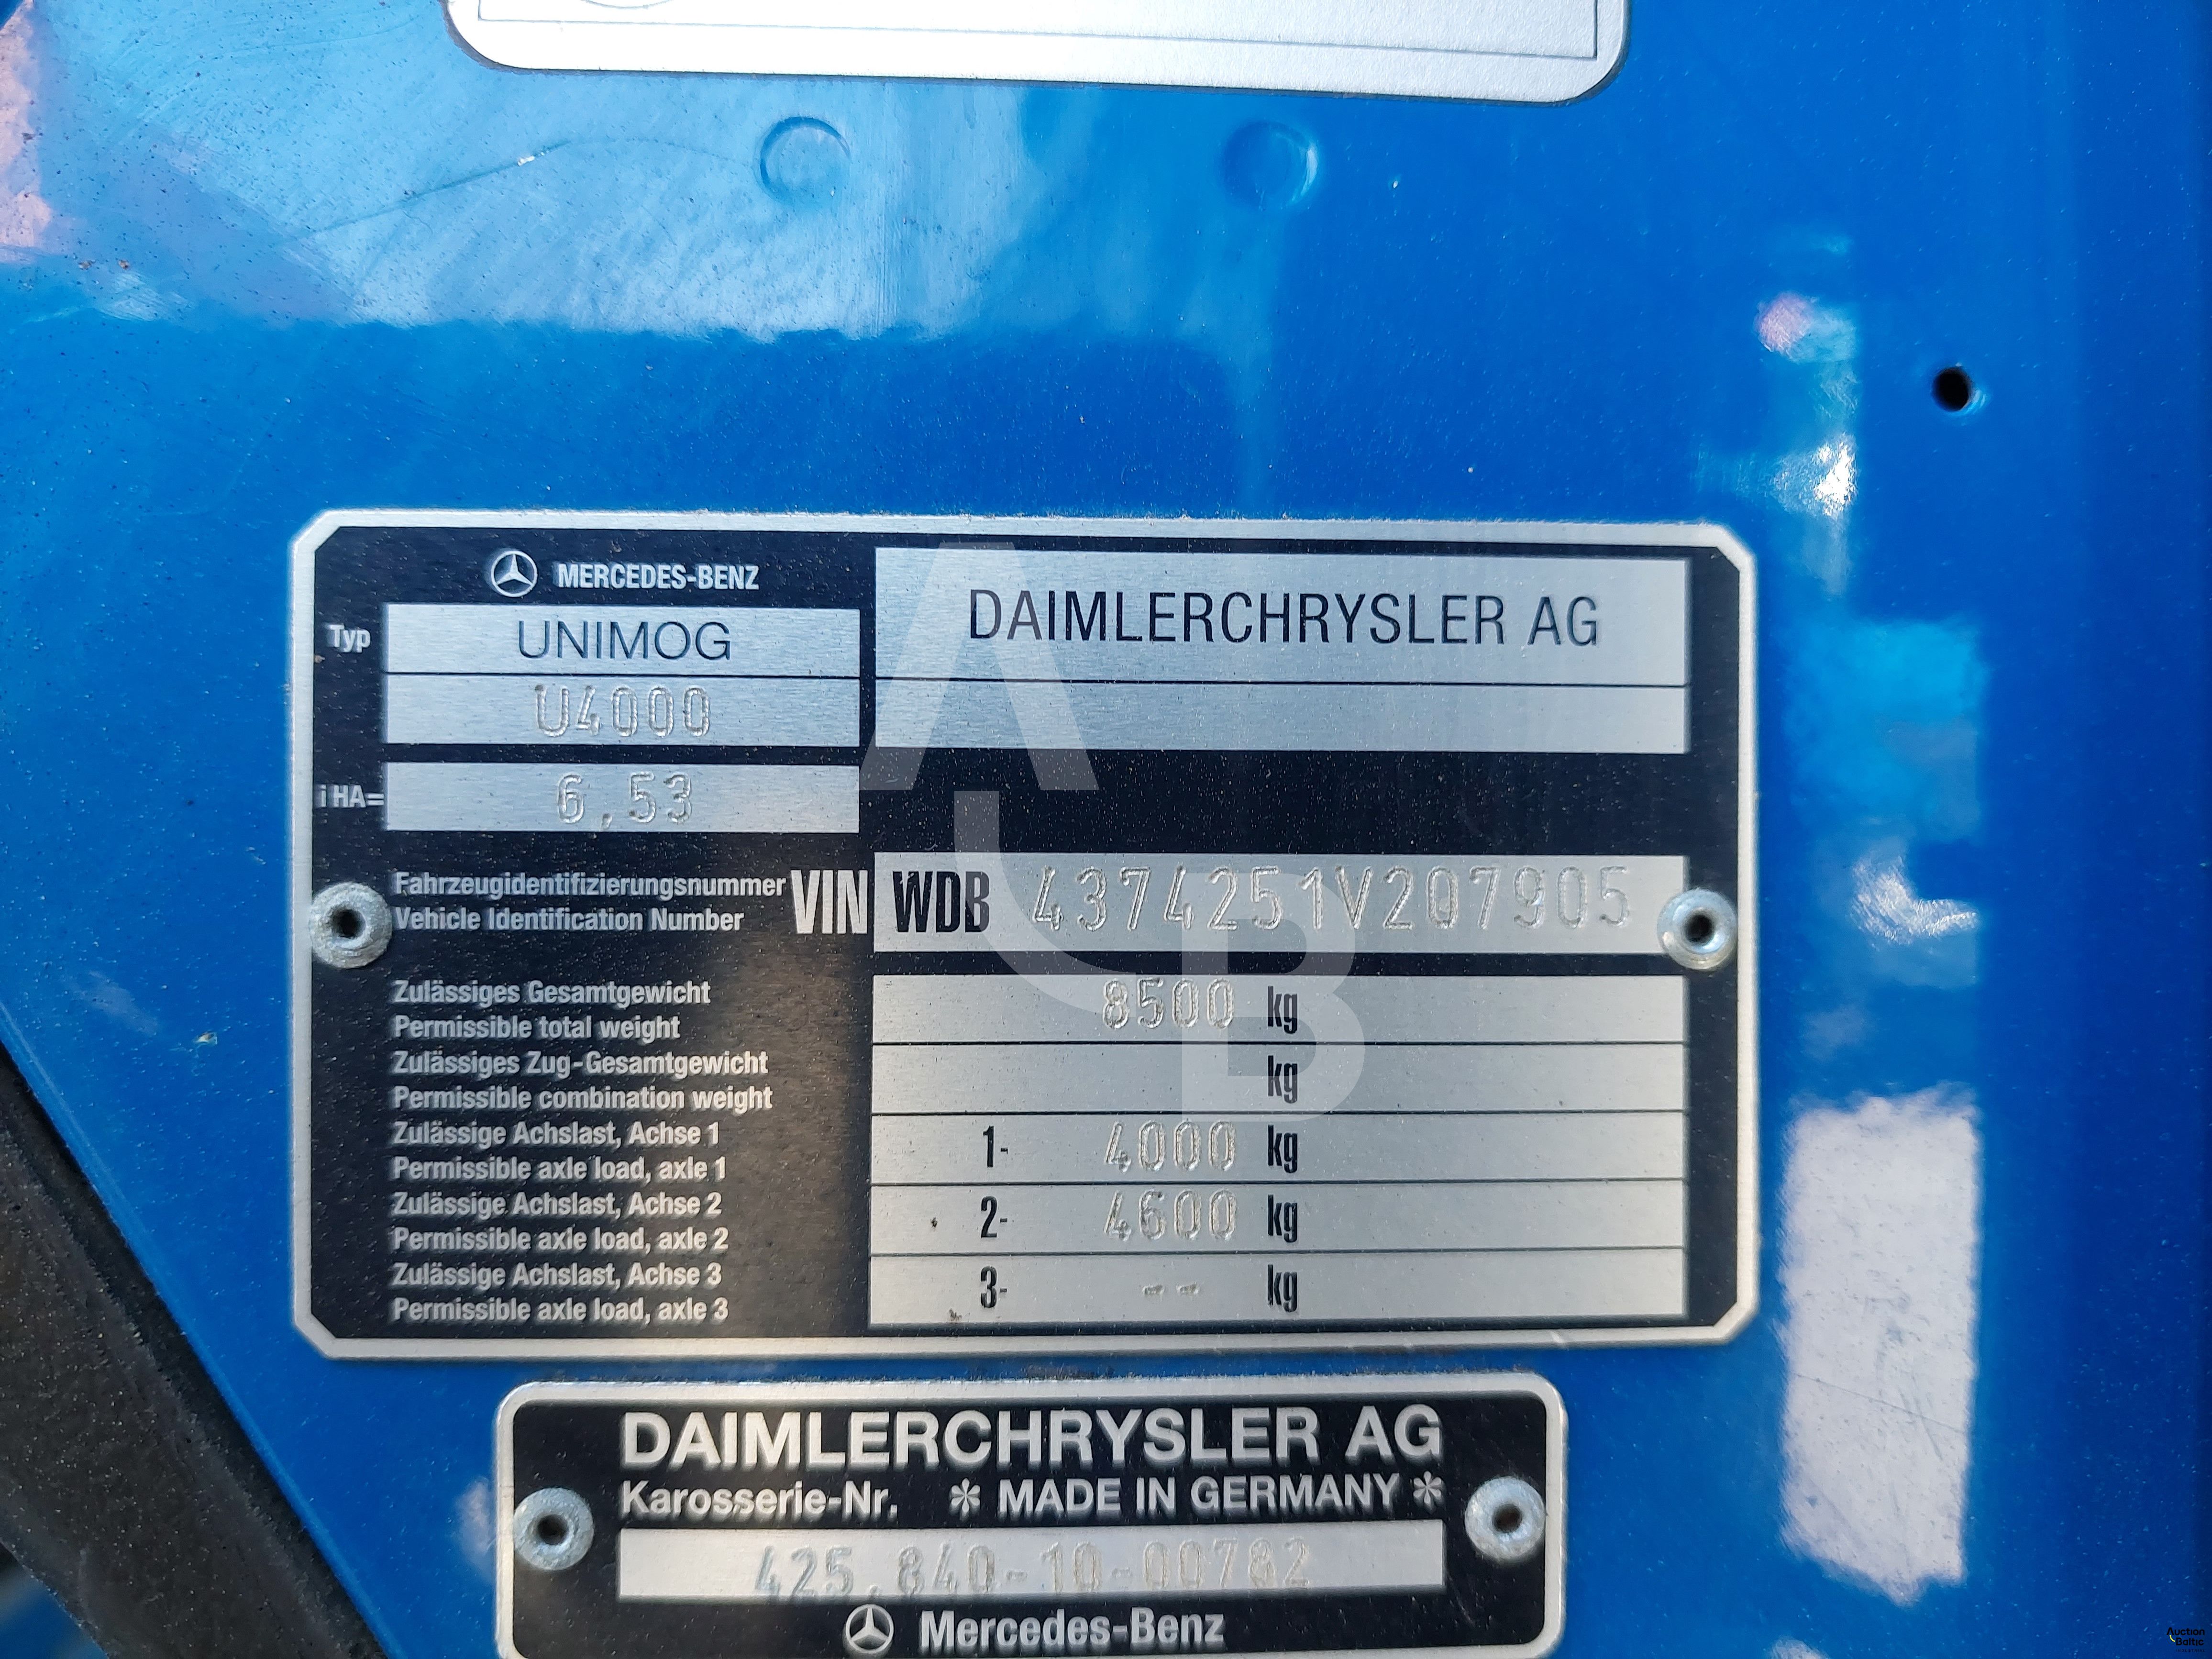 MERCEDES-BENZ
DAIMLERCHRYSLER AG
Typ UNIMOG
U4000
i HA= 6,53
Fahrzeugidentifizierungsnummer
Vehicle Identification Number
VIN WDB 4374251V207905
Zulässiges Gesamtgewicht
Permissible total weight
8500 kg
Zulässiges Zug-Gesamtgewicht
Permissible combination weight
kg
Zulässige Achslast, Achse 1
Permissible axle load, axle 1
1- 4000 kg
Zulässige Achslast, Achse 2
Permissible axle load, axle 2
2- 4600 kg
Zulässige Achslast, Achse 3
Permissible axle load, axle 3
3- -- kg
AB
DAIMLERCHRYSLER AG
Karosserie-Nr. * MADE IN GERMANY *
425.840-10-00782
Mercedes-Benz
Auction
Baltic